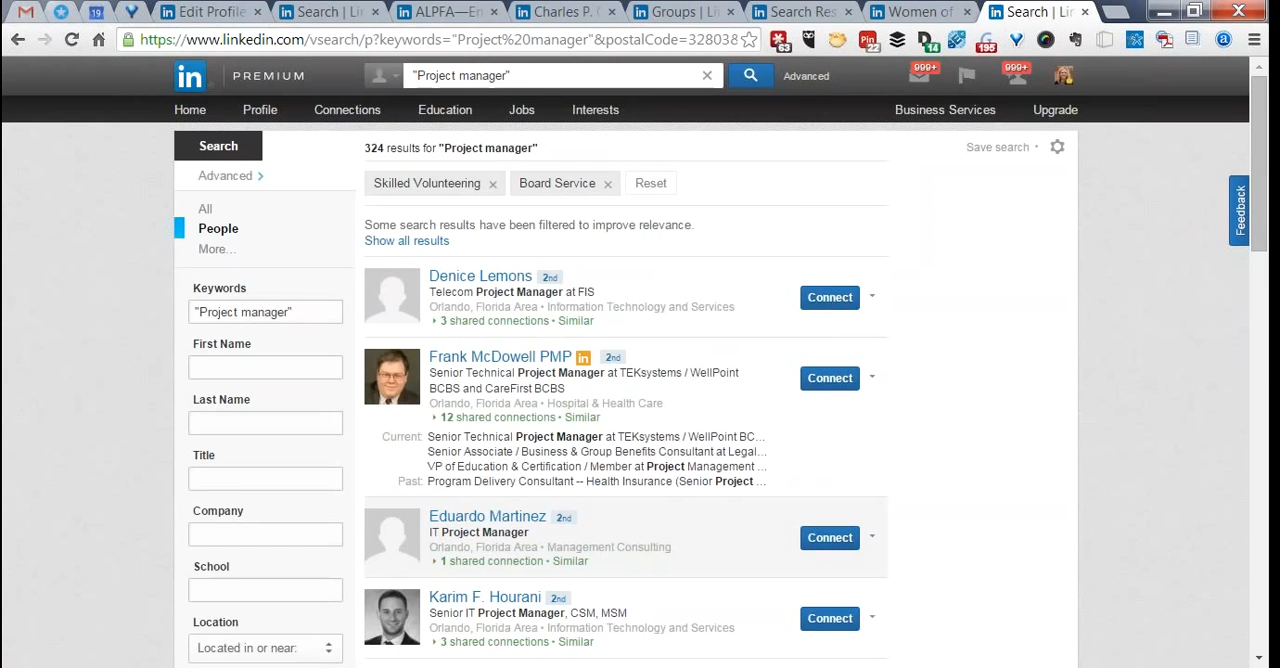 Edit Profile
Search | Lin
ALPFA—En
Charles P. C
Groups | Lin
Search Res
Women of
Search | Lin
https://www.linkedin.com/vsearch/p?keywords="Project%20manager"&postalCode=328038
63
22
14
195
in PREMIUM
"Project manager"
Advanced
999+
999+
Home
Profile
Connections
Education
Jobs
Interests
Business Services
Upgrade
Search
Advanced
All
People
More...
Keywords
"Project manager"
First Name
Last Name
Title
Company
School
Location
Located in or near:
324 results for "Project manager"
Save search
Skilled Volunteering
Board Service
Reset
Some search results have been filtered to improve relevance.
Show all results
Denice Lemons 2nd
Telecom Project Manager at FIS
Orlando, Florida Area • Information Technology and Services
3 shared connections • Similar
Connect
Frank McDowell PMP in 2nd
Senior Technical Project Manager at TEKsystems / WellPoint
BCBS and CareFirst BCBS
Orlando, Florida Area • Hospital & Health Care
12 shared connections • Similar
Current: Senior Technical Project Manager at TEKsystems / WellPoint BC...
Senior Associate / Business & Group Benefits Consultant at Legal...
VP of Education & Certification / Member at Project Management ...
Past: Program Delivery Consultant -- Health Insurance (Senior Project ...
Connect
Eduardo Martinez 2nd
IT Project Manager
Orlando, Florida Area • Management Consulting
1 shared connection • Similar
Connect
Karim F. Hourani 2nd
Senior IT Project Manager, CSM, MSM
Orlando, Florida Area • Information Technology and Services
3 shared connections • Similar
Connect
Feedback